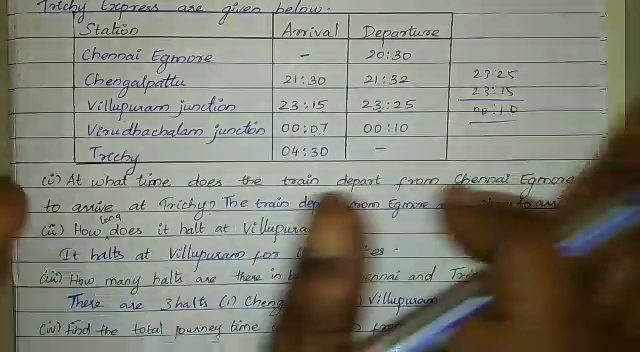 Trichy Express are given below.
Station Arrival Departure
Chennai Egmore - 20:30
Chengalpattu 21:30 21:32
Villupuram junction 23:15 23:25
Virudhachalam junction 00:07 00:10
Trichy 04:30 -
23:25
23:15
00:10
(i) At what time does the train depart from Chennai Egmore
to arrive at Trichy? The train from Egmore
(ii) How long does it halt at
It halts at Villupuram for
(iii) How many halts are there in
There are 3 halts (i) Villupuram
(iv) Find the total journey time